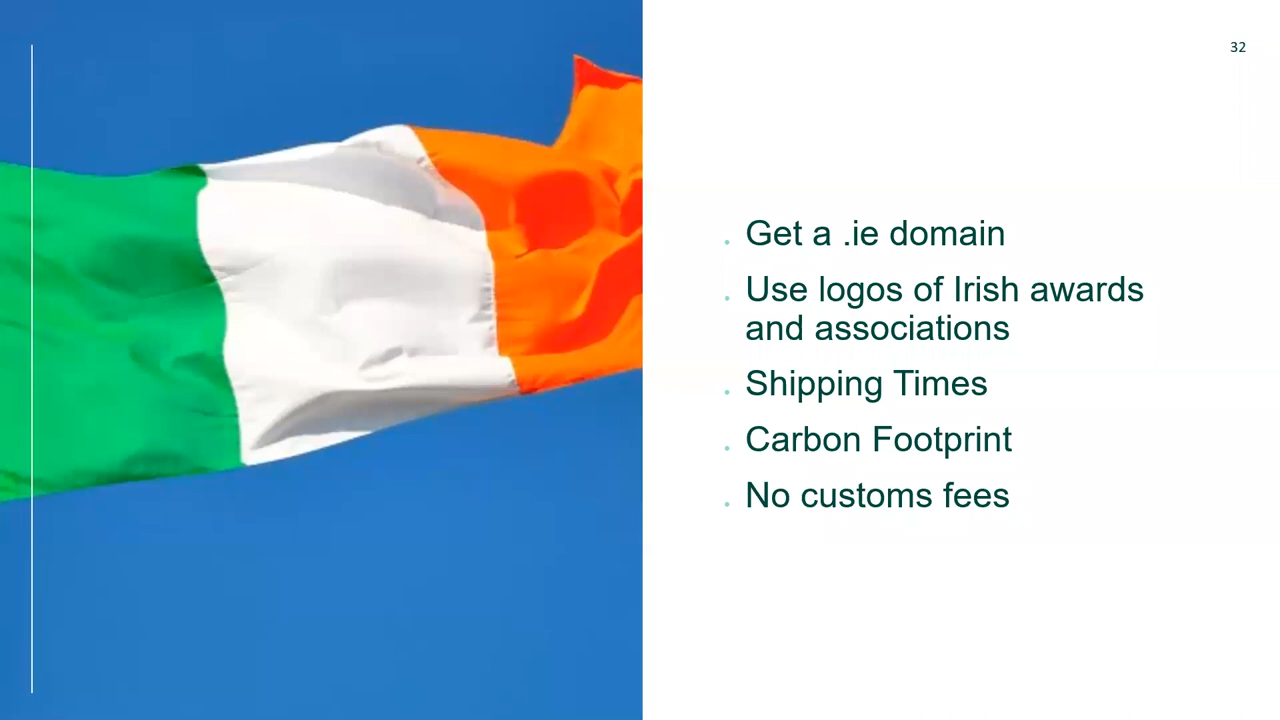 32
Get a .ie domain
Use logos of Irish awards
and associations
Shipping Times
Carbon Footprint
No customs fees